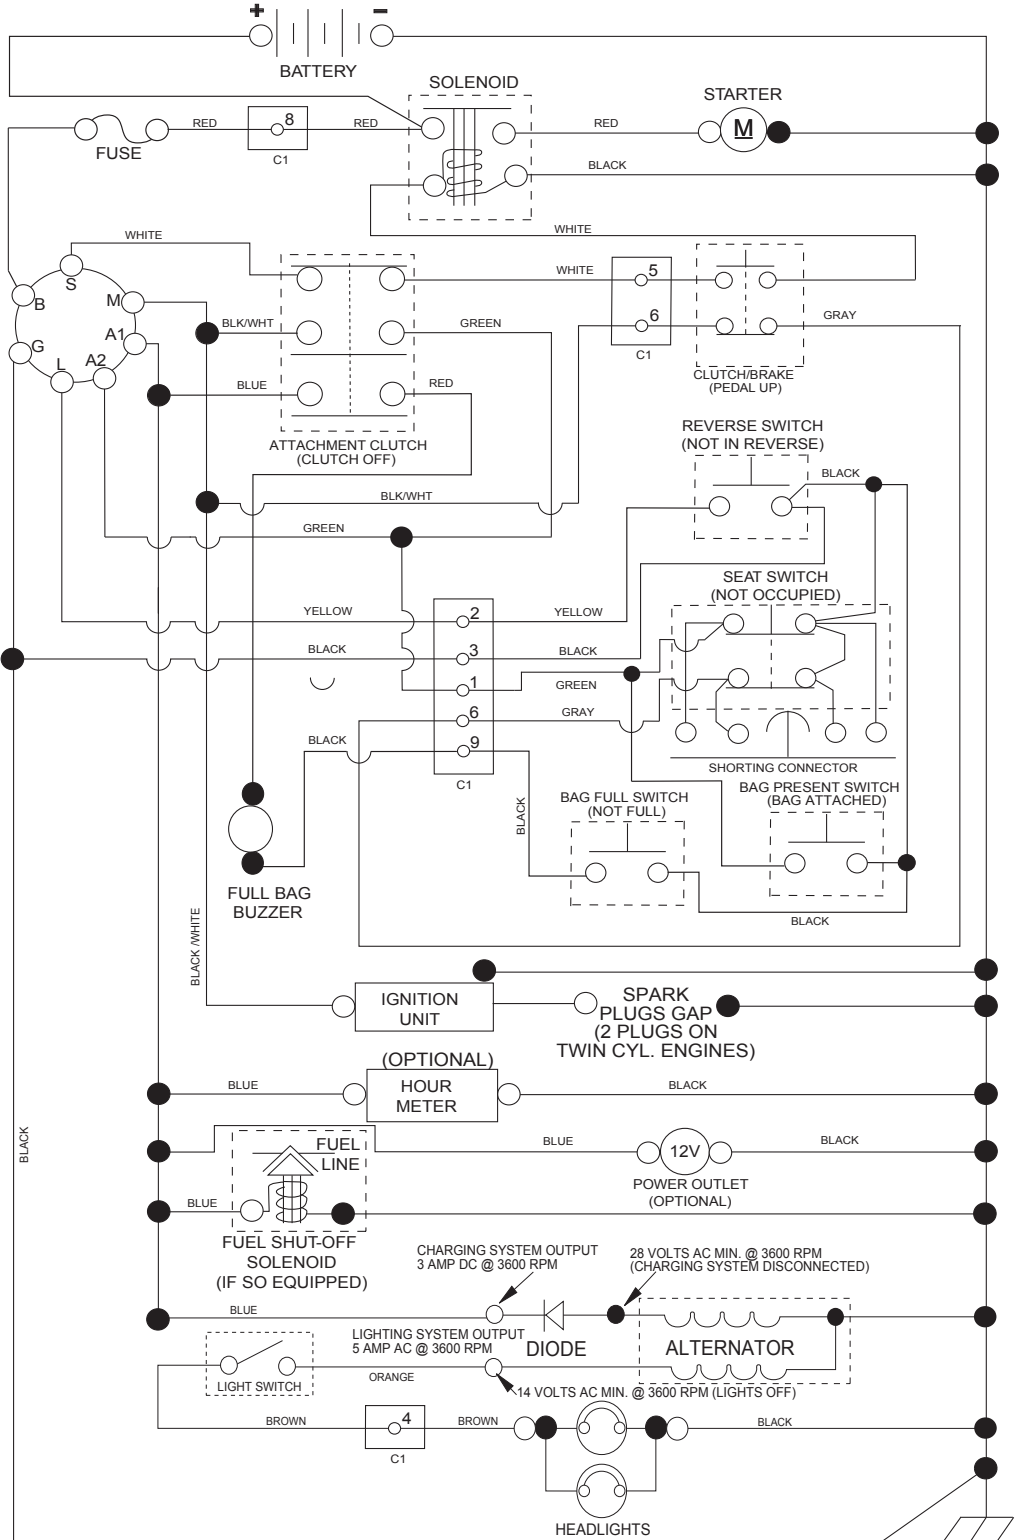 + -
BATTERY
SOLENOID
STARTER
RED
8
RED
RED
M
FUSE
C1
BLACK
WHITE
WHITE
S
B
M
WHITE
5
A1
BLK/WHT
GREEN
6
GRAY
G
C1
L
A2
BLUE
RED
CLUTCH/BRAKE
(PEDAL UP)
ATTACHMENT CLUTCH
(CLUTCH OFF)
REVERSE SWITCH
(NOT IN REVERSE)
BLACK
BLK/WHT
GREEN
SEAT SWITCH
(NOT OCCUPIED)
YELLOW
2
YELLOW
BLACK
3
BLACK
1
GREEN
6
GRAY
BLACK
9
C1
SHORTING CONNECTOR
BAG PRESENT SWITCH
(BAG ATTACHED)
BAG FULL SWITCH
(NOT FULL)
BLACK
FULL BAG
BUZZER
BLACK
BLACK /WHITE
IGNITION
UNIT
SPARK
PLUGS GAP
(2 PLUGS ON
TWIN CYL. ENGINES)
(OPTIONAL)
BLUE
HOUR
METER
BLACK
BLACK
FUEL
LINE
BLUE
12V
BLACK
POWER OUTLET
(OPTIONAL)
BLUE
FUEL SHUT-OFF
SOLENOID
(IF SO EQUIPPED)
CHARGING SYSTEM OUTPUT
3 AMP DC @ 3600 RPM
28 VOLTS AC MIN. @ 3600 RPM
(CHARGING SYSTEM DISCONNECTED)
BLUE
LIGHTING SYSTEM OUTPUT
5 AMP AC @ 3600 RPM
DIODE
ALTERNATOR
LIGHT SWITCH
ORANGE
14 VOLTS AC MIN. @ 3600 RPM (LIGHTS OFF)
BROWN
4
BROWN
BLACK
C1
HEADLIGHTS